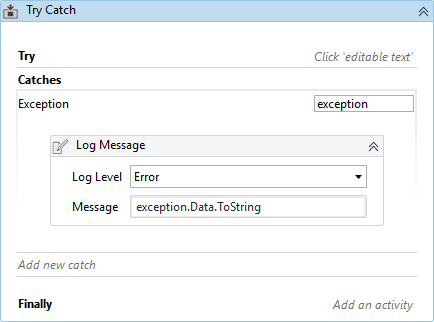 Try Catch
Try Click 'editable text'
Catches
Exception exception
Log Message
Log Level Error
Message exception.Data.ToString
Add new catch
Finally Add an activity